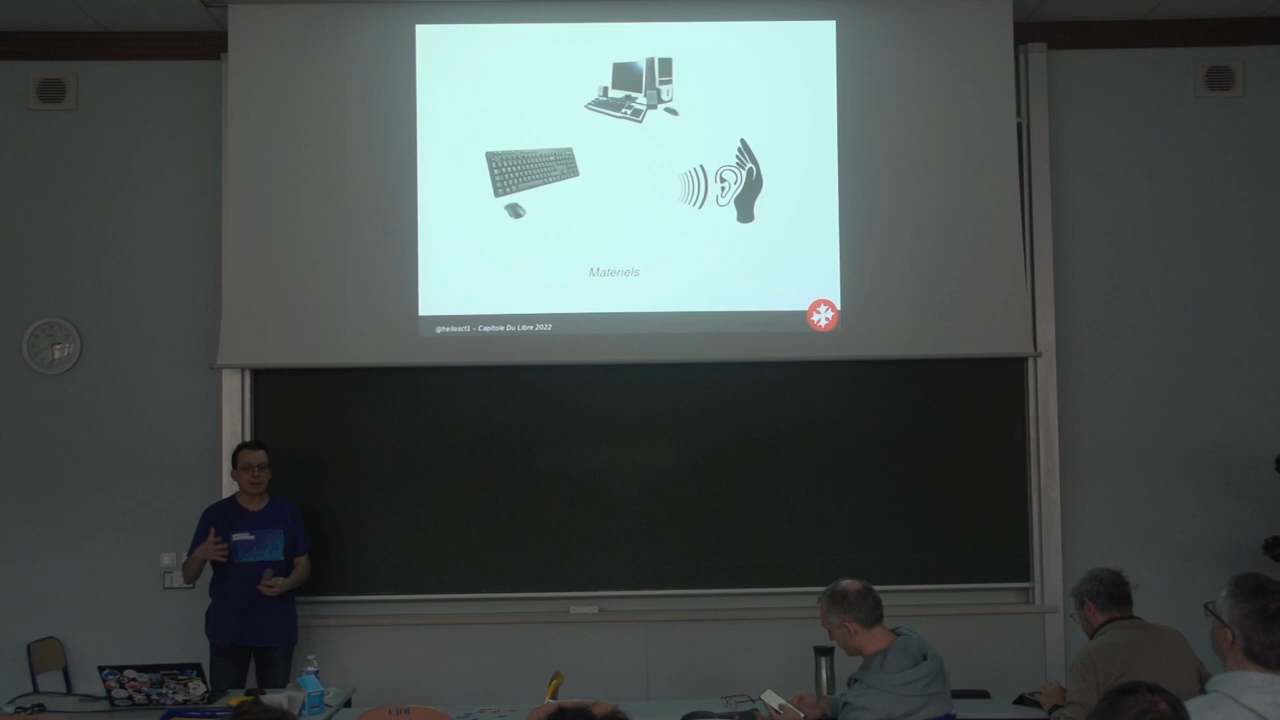 Matériels
@hellosct1 – Capitole Du Libre 2022